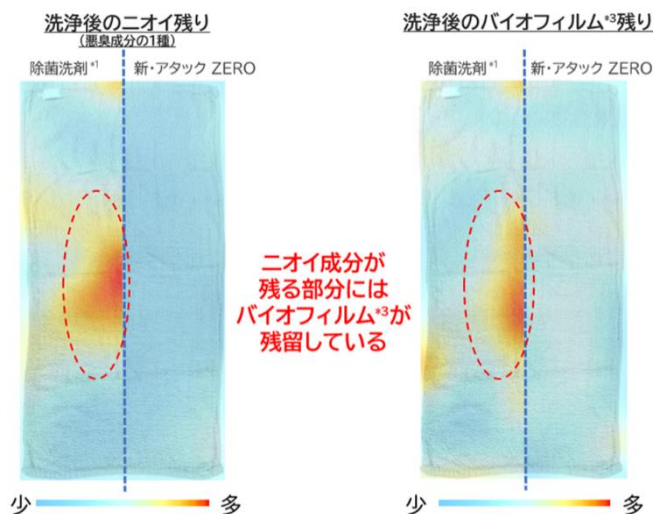 洗浄後のニオイ残り
(悪臭成分の1種)
除菌洗剤*1
新・アタック ZERO
洗浄後のバイオフィルム*3残り
除菌洗剤*1
新・アタック ZERO
ニオイ成分が
残る部分には
バイオフィルム*3が
残留している
少 多
少 多